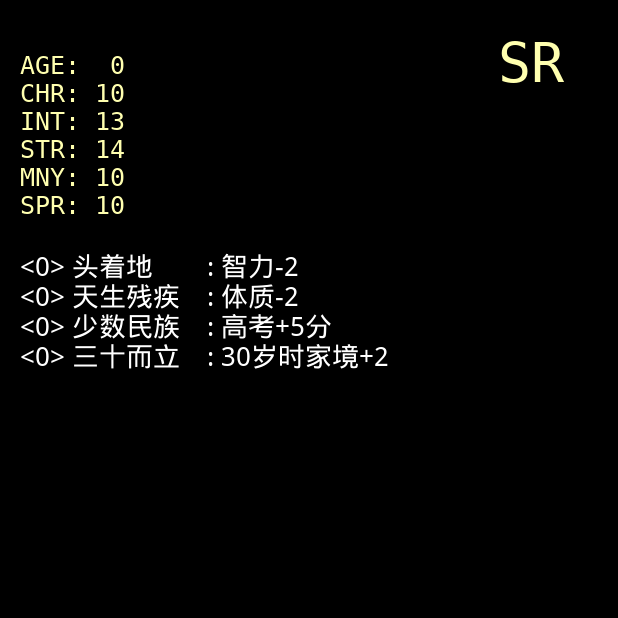 SR
AGE:  0
CHR: 10
INT: 13
STR: 14
MNY: 10
SPR: 10
<0> 头着地 : 智力-2
<0> 天生残疾 : 体质-2
<0> 少数民族 : 高考+5分
<0> 三十而立 : 30岁时家境+2